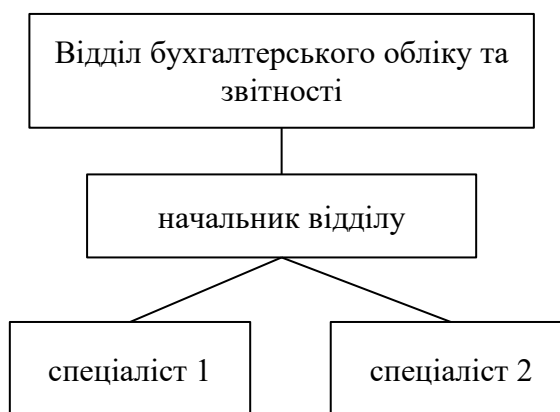 Відділ бухгалтерського обліку та
звітності
начальник відділу
спеціаліст 1
спеціаліст 2